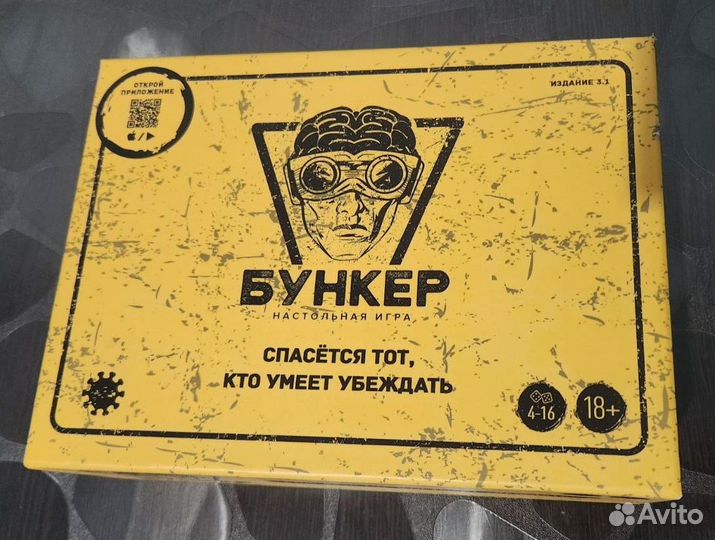 ОТКРОЙ
ПРИЛОЖЕНИЕ
ИЗДАНИЕ 3.1
БУНКЕР
НАСТОЛЬНАЯ ИГРА
СПАСЁТСЯ ТОТ,
КТО УМЕЕТ УБЕЖДАТЬ
4-16
18+
Avito